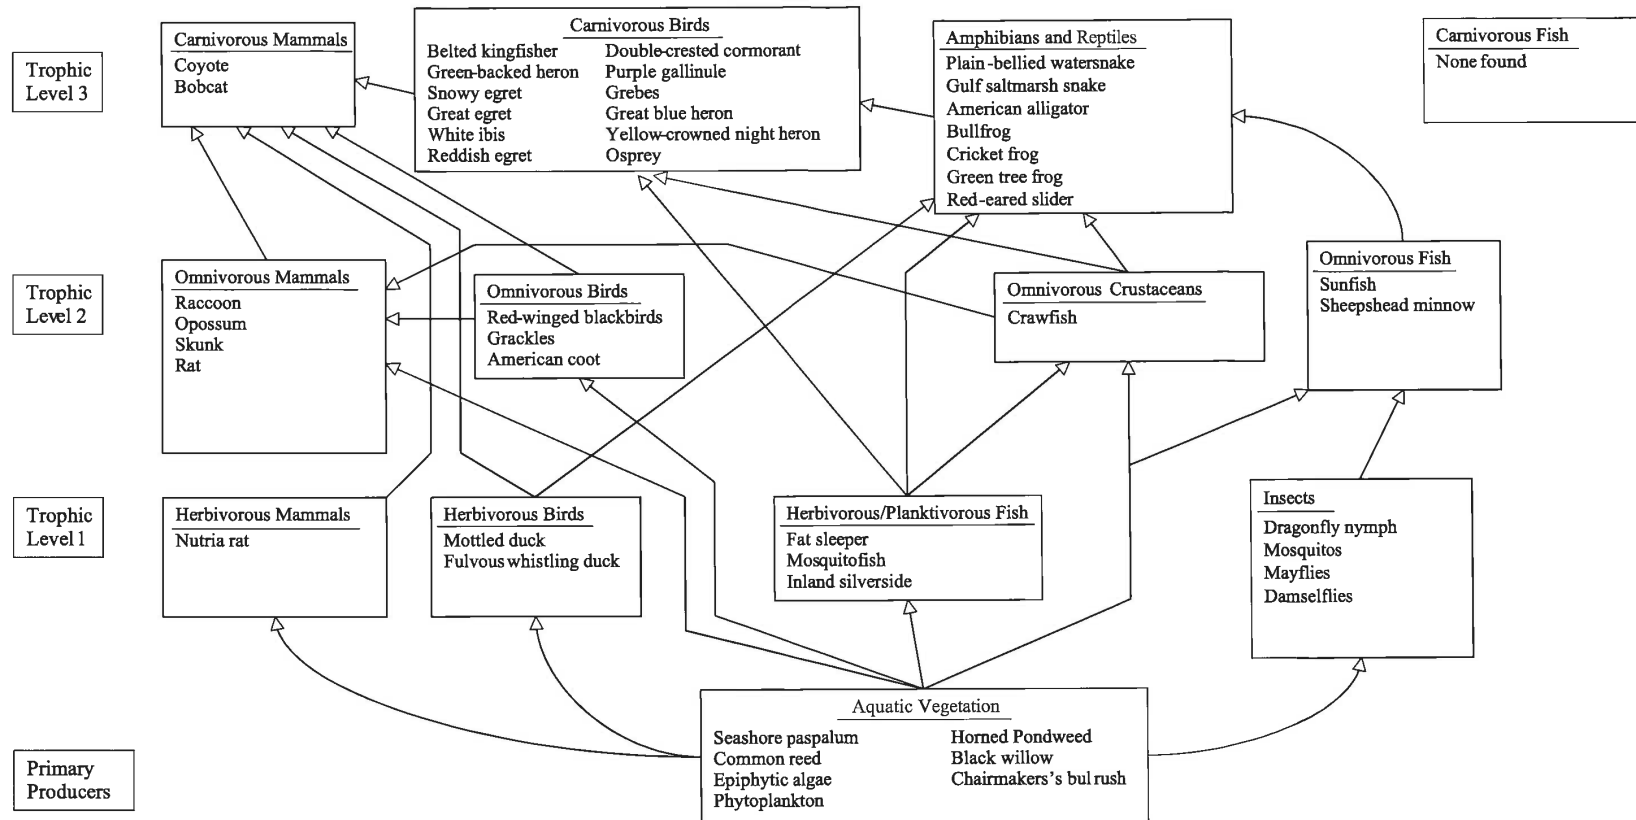 Trophic
Level 3
Carnivorous Mammals
Coyote
Bobcat
Carnivorous Birds
Belted kingfisher
Green-backed heron
Snowy egret
Great egret
White ibis
Reddish egret
Double-crested cormorant
Purple gallinule
Grebes
Great blue heron
Yellow-crowned night heron
Osprey
Amphibians and Reptiles
Plain-bellied watersnake
Gulf saltmarsh snake
American alligator
Bullfrog
Cricket frog
Green tree frog
Red-eared slider
Carnivorous Fish
None found
Trophic
Level 2
Omnivorous Mammals
Raccoon
Opossum
Skunk
Rat
Omnivorous Birds
Red-winged blackbirds
Grackles
American coot
Omnivorous Crustaceans
Crawfish
Omnivorous Fish
Sunfish
Sheepshead minnow
Trophic
Level 1
Herbivorous Mammals
Nutria rat
Herbivorous Birds
Mottled duck
Fulvous whistling duck
Herbivorous/Planktivorous Fish
Fat sleeper
Mosquitofish
Inland silverside
Insects
Dragonfly nymph
Mosquitos
Mayflies
Damselflies
Primary
Producers
Aquatic Vegetation
Seashore paspalum
Common reed
Epiphytic algae
Phytoplankton
Horned Pondweed
Black willow
Chairmakers's bulrush